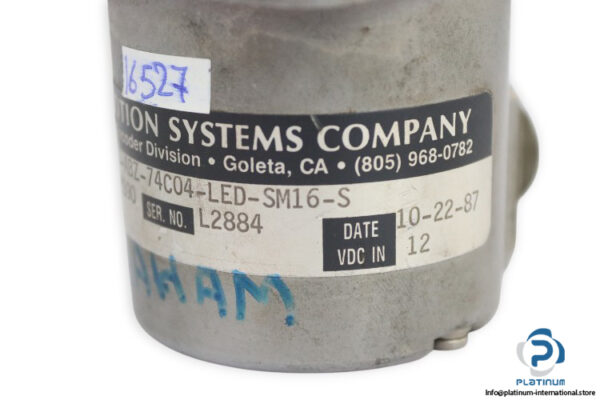 16527
TION SYSTEMS COMPANY
coder Division • Goleta, CA • (805) 968-0782
Z-74C04-LED-SM16-S
SER. NO. L2884
DATE 10-22-87
VDC IN 12
AHAM
PLATINUM
info@platinum-international.store